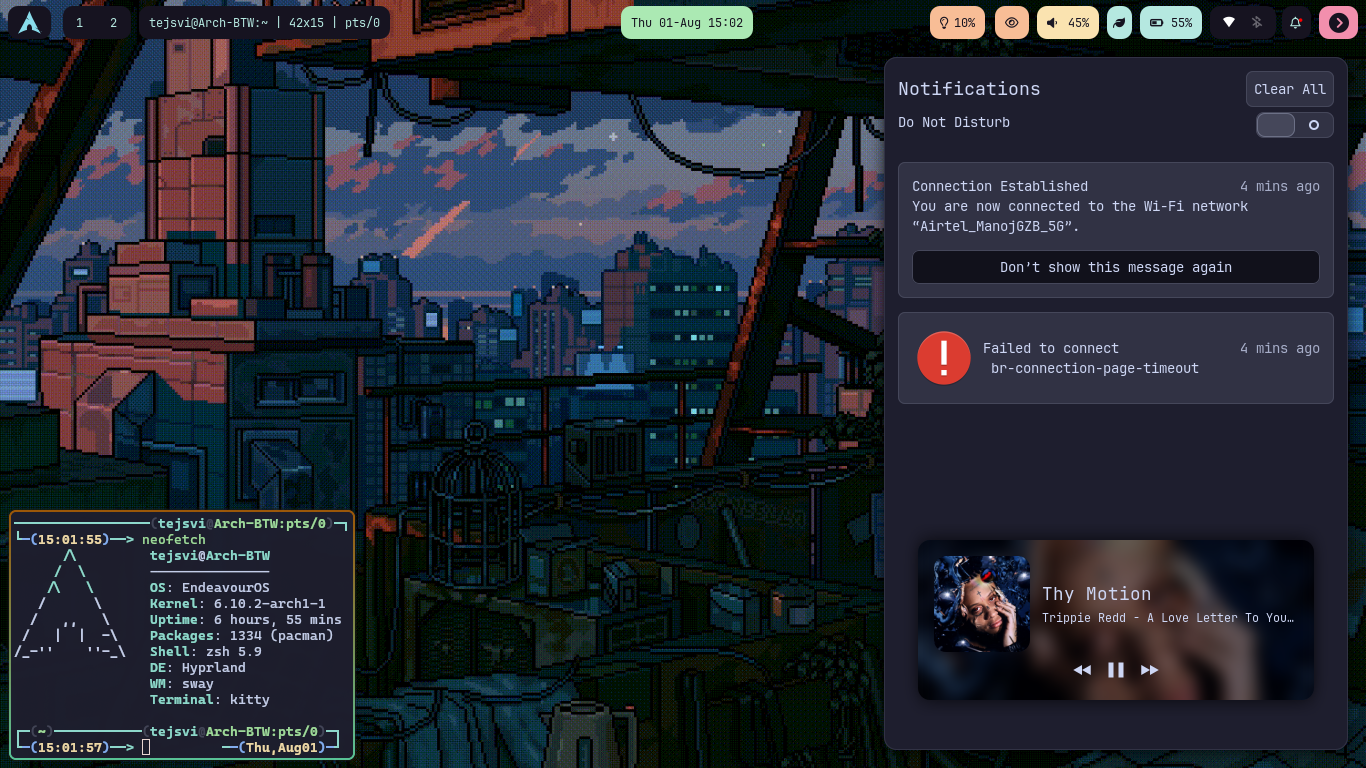 1 2
tejsvi@Arch-BTW:~ | 42x15 | pts/0
Thu 01-Aug 15:02
10%
45%
55%
Notifications
Clear All
Do Not Disturb
Connection Established 4 mins ago
You are now connected to the Wi-Fi network
“Airtel_ManojGZB_5G”.
Don’t show this message again
Failed to connect 4 mins ago
br-connection-page-timeout
Thy Motion
Trippie Redd - A Love Letter To You…
(tejsvi@Arch-BTW:pts/0)
(15:01:55)—> neofetch
tejsvi@Arch-BTW
OS: EndeavourOS
Kernel: 6.10.2-arch1-1
Uptime: 6 hours, 55 mins
Packages: 1334 (pacman)
Shell: zsh 5.9
DE: Hyprland
WM: sway
Terminal: kitty
(~) (tejsvi@Arch-BTW:pts/0)
(15:01:57)—> (Thu,Aug01)